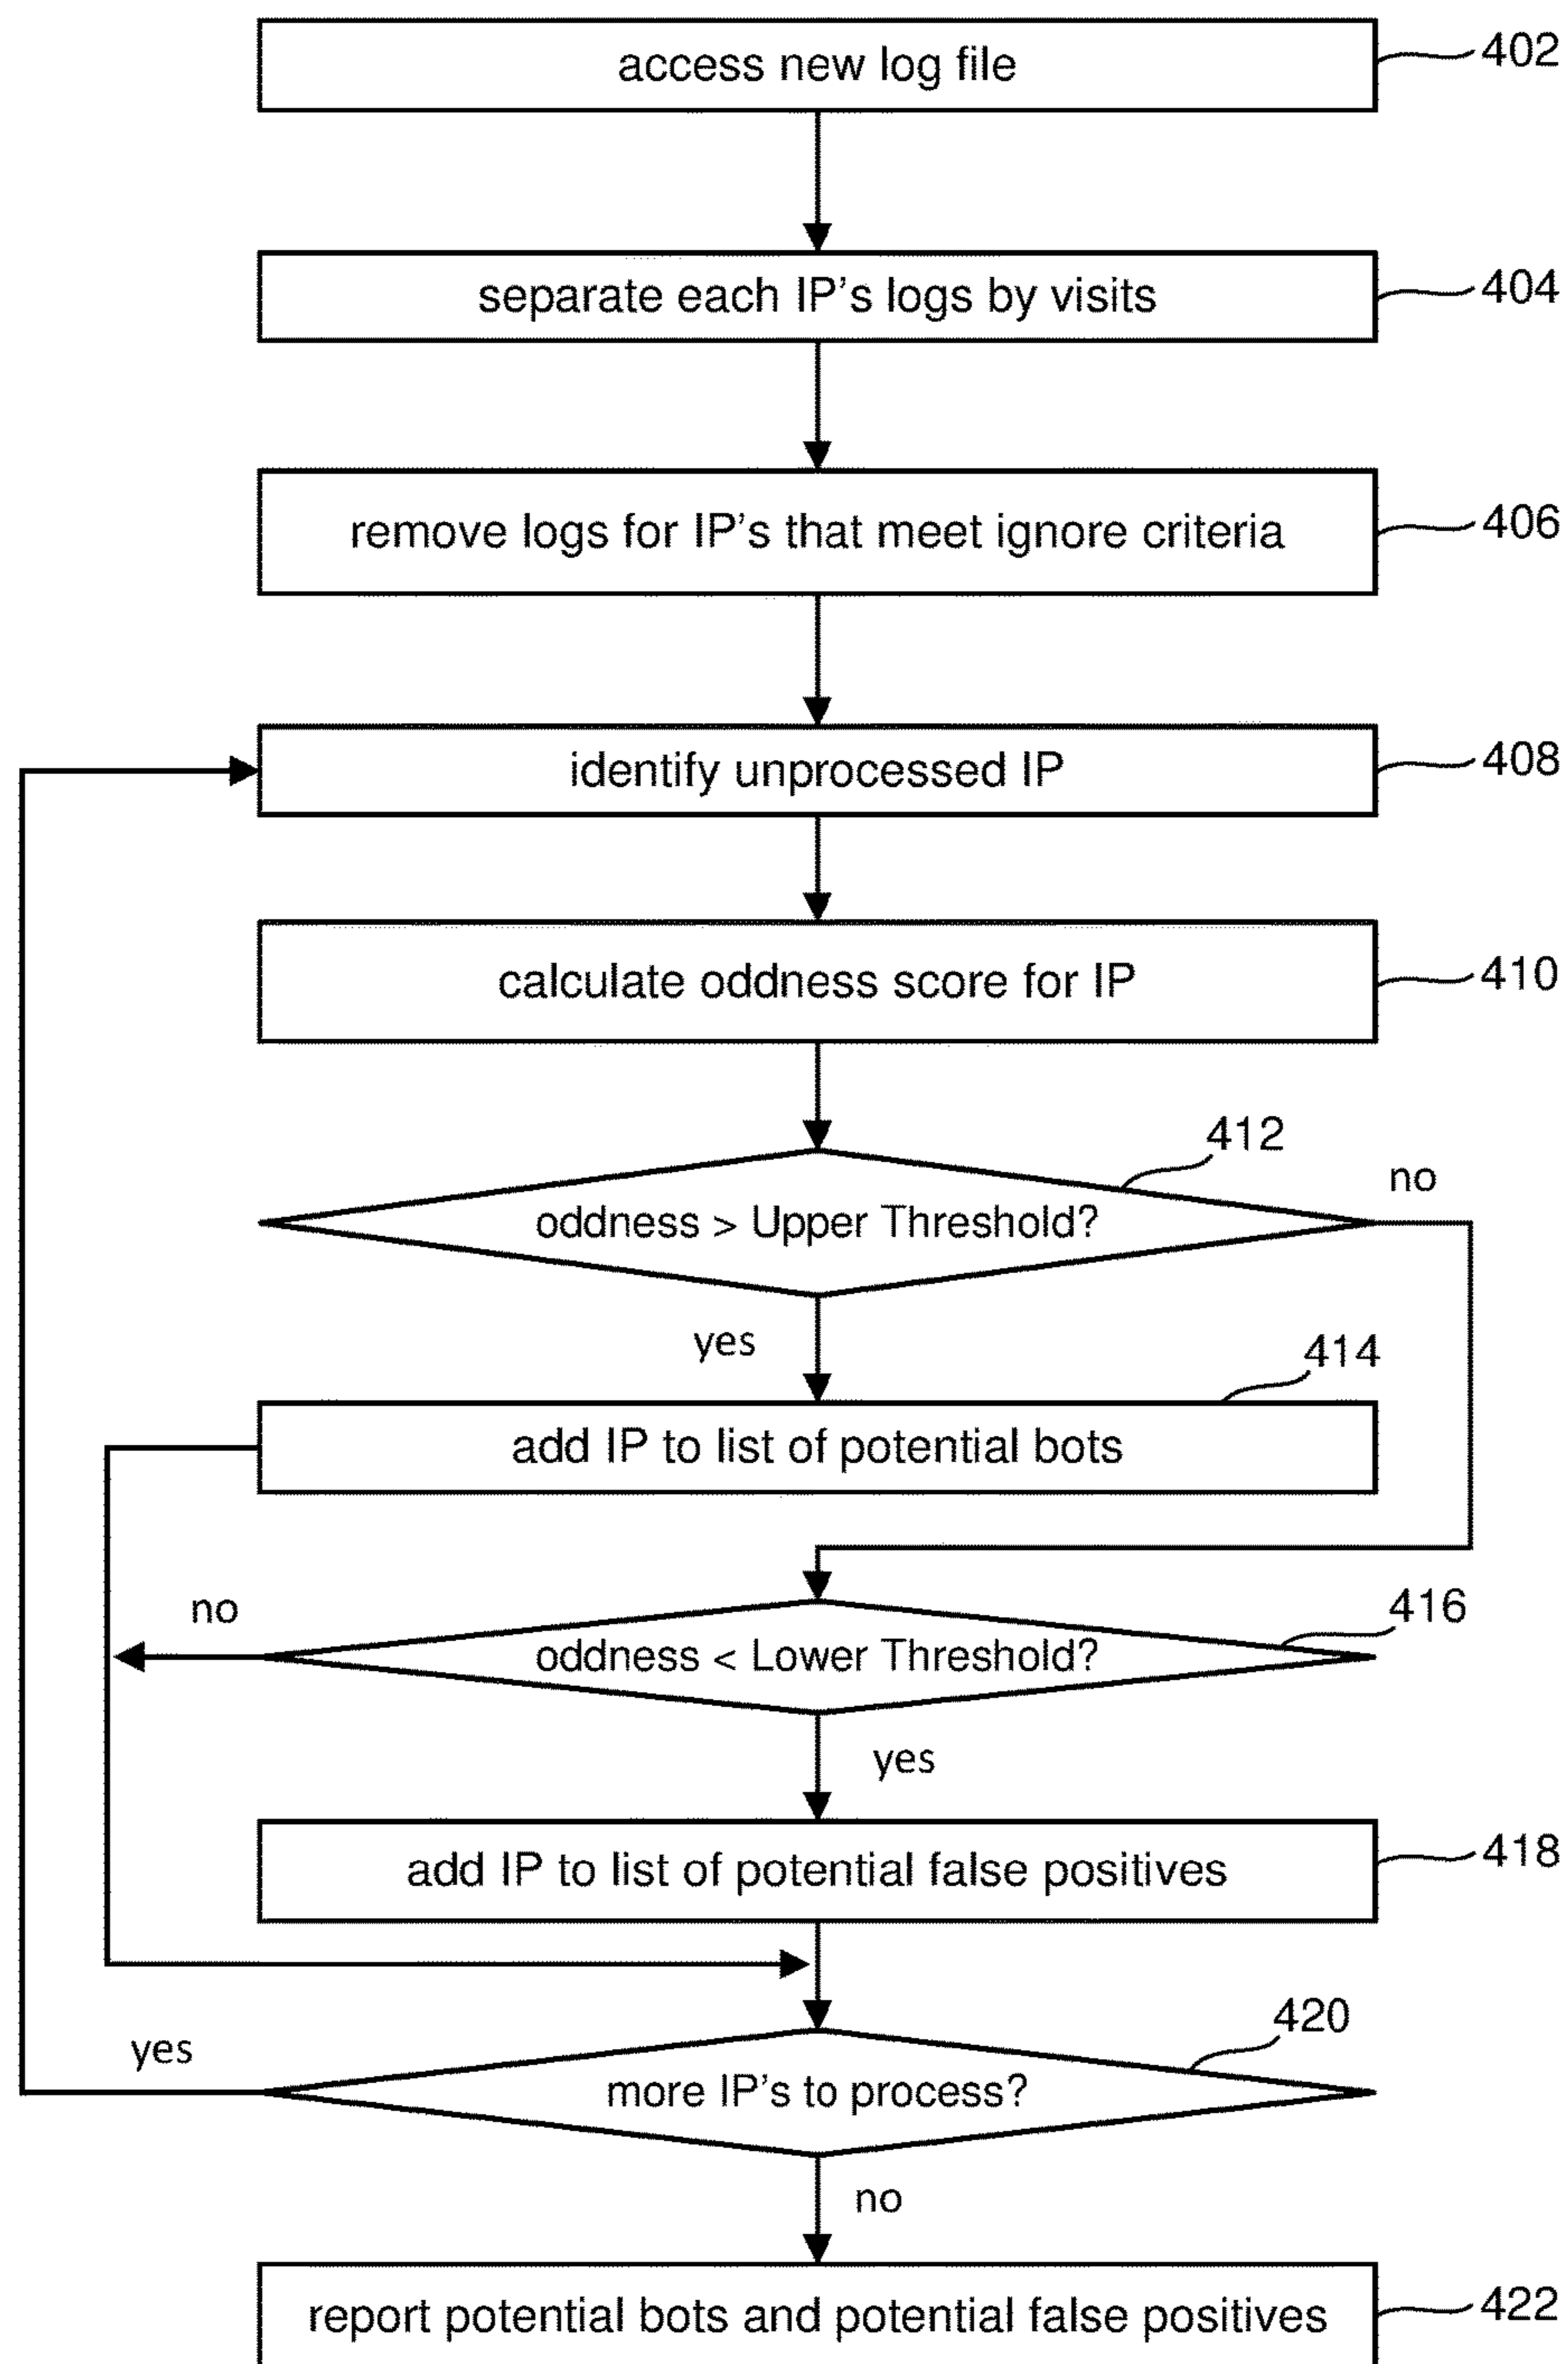 access new log file
402
separate each IP's logs by visits
404
remove logs for IP's that meet ignore criteria
406
identify unprocessed IP
408
calculate oddness score for IP
410
412
no
oddness > Upper Threshold?
yes
414
add IP to list of potential bots
no
416
oddness < Lower Threshold?
yes
add IP to list of potential false positives
418
420
yes
more IP's to process?
no
report potential bots and potential false positives
422